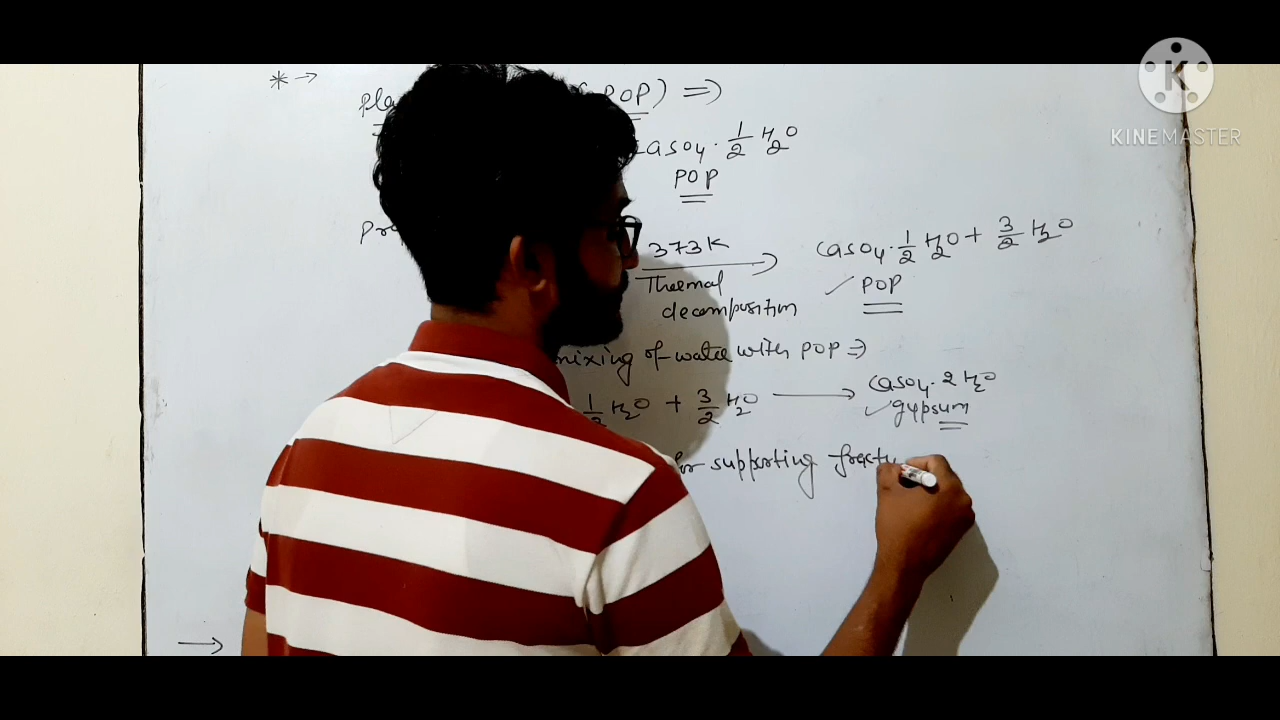 * →
POP) ⇒
CaSO4. 1/2 H2O
POP
373K
Thermal
decomposition
CaSO4. 1/2 H2O + 3/2 H2O
✓ POP
mixing of water with POP ⇒
1/2 H2O + 3/2 H2O ⟶ CaSO4. 2H2O
✓ gypsum
for supporting fractu
→
K
KINEMASTER